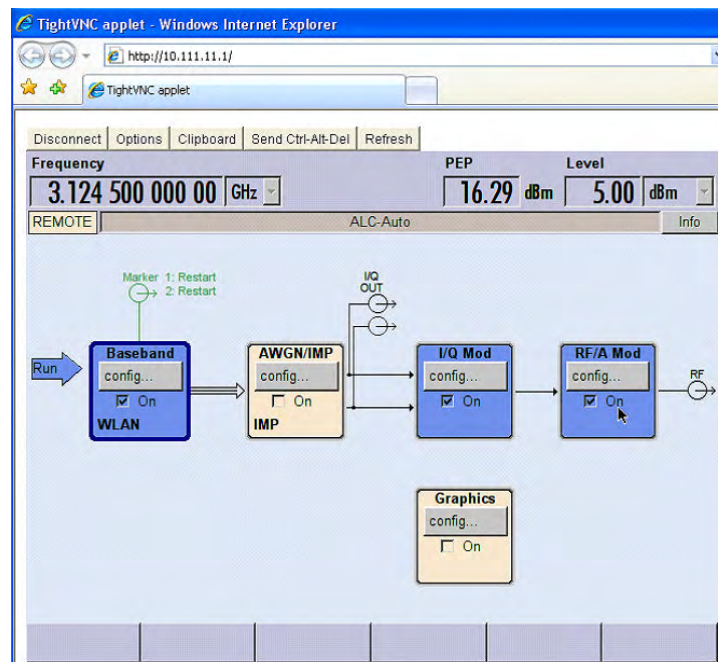 TightVNC applet - Windows Internet Explorer
http://10.111.11.1/
TightVNC applet
Disconnect Options Clipboard Send Ctrl-Alt-Del Refresh
Frequency PEP Level
3.124 500 000 00 GHz 16.29 dBm 5.00 dBm
REMOTE ALC-Auto Info
Marker 1: Restart
2: Restart
I/Q
OUT
Run
Baseband
config...
On
WLAN
AWGN/IMP
config...
On
IMP
I/Q Mod
config...
On
RF/A Mod
config...
On
RF
Graphics
config...
On